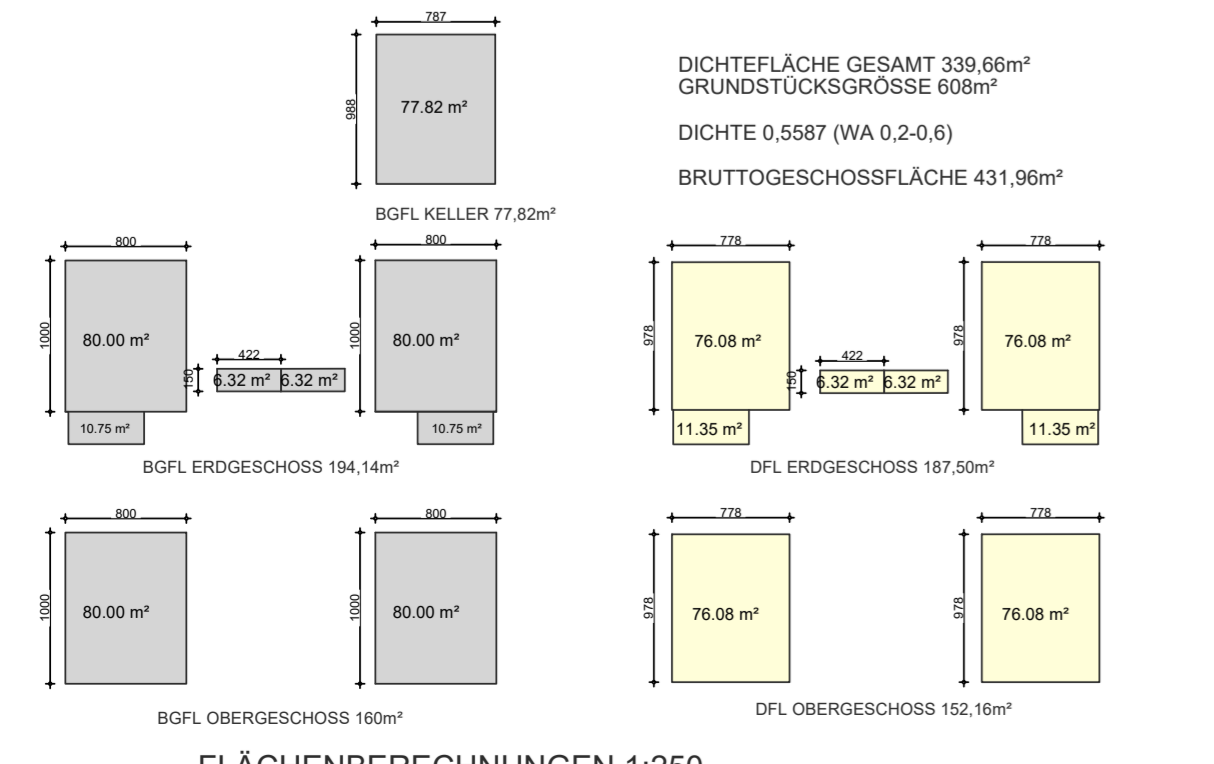 787
988
77.82 m²
BGFL KELLER 77,82m²
DICHTEFLÄCHE GESAMT 339,66m²
GRUNDSTÜCKSGRÖSSE 608m²
DICHTE 0,5587 (WA 0,2-0,6)
BRUTTOGESCHOSSFLÄCHE 431,96m²
800
800
1000
80.00 m²
422
150
6.32 m²
6.32 m²
1000
80.00 m²
10.75 m²
10.75 m²
BGFL ERDGESCHOSS 194,14m²
778
778
978
76.08 m²
422
150
6.32 m²
6.32 m²
978
76.08 m²
11.35 m²
11.35 m²
DFL ERDGESCHOSS 187,50m²
800
800
1000
80.00 m²
1000
80.00 m²
BGFL OBERGESCHOSS 160m²
778
778
978
76.08 m²
978
76.08 m²
DFL OBERGESCHOSS 152,16m²
FLÄCHENBERECHNUNGEN 1:250